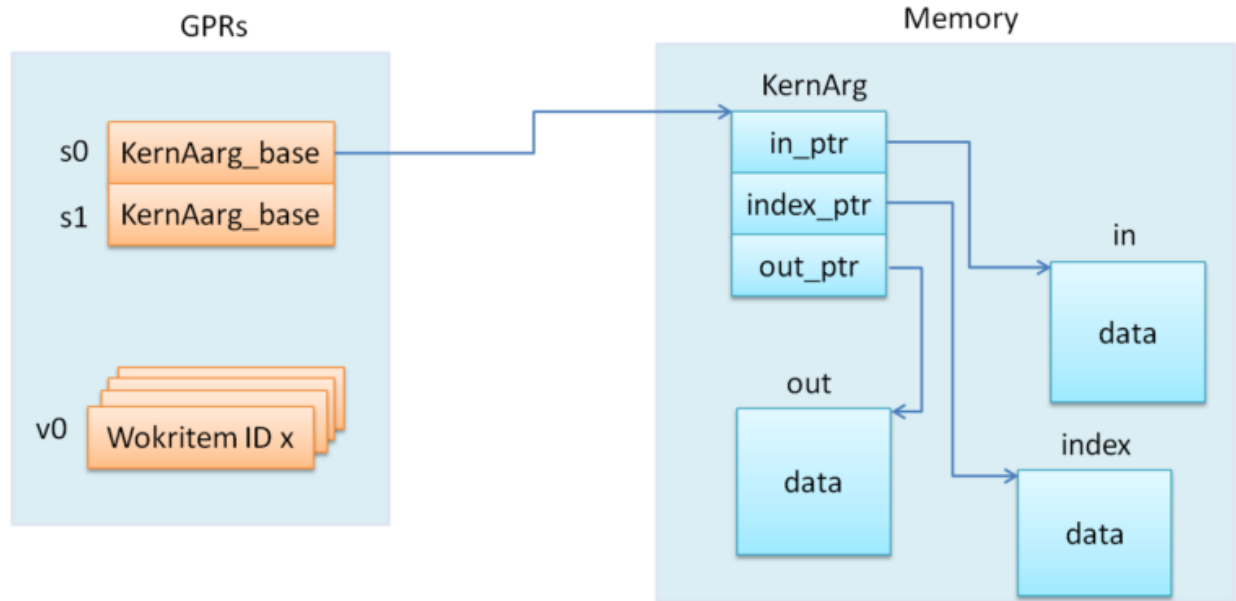 GPRs
s0
KernAarg_base
s1
KernAarg_base
v0
Wokritem ID x
Memory
KernArg
in_ptr
index_ptr
out_ptr
in
data
out
data
index
data